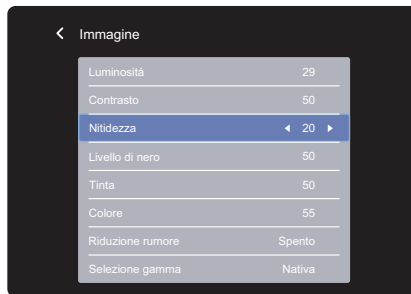 Immagine
Luminositá 29
Contrasto 50
Nitidezza 20
Livello di nero 50
Tinta 50
Colore 55
Riduzione rumore Spento
Selezione gamma Nativa